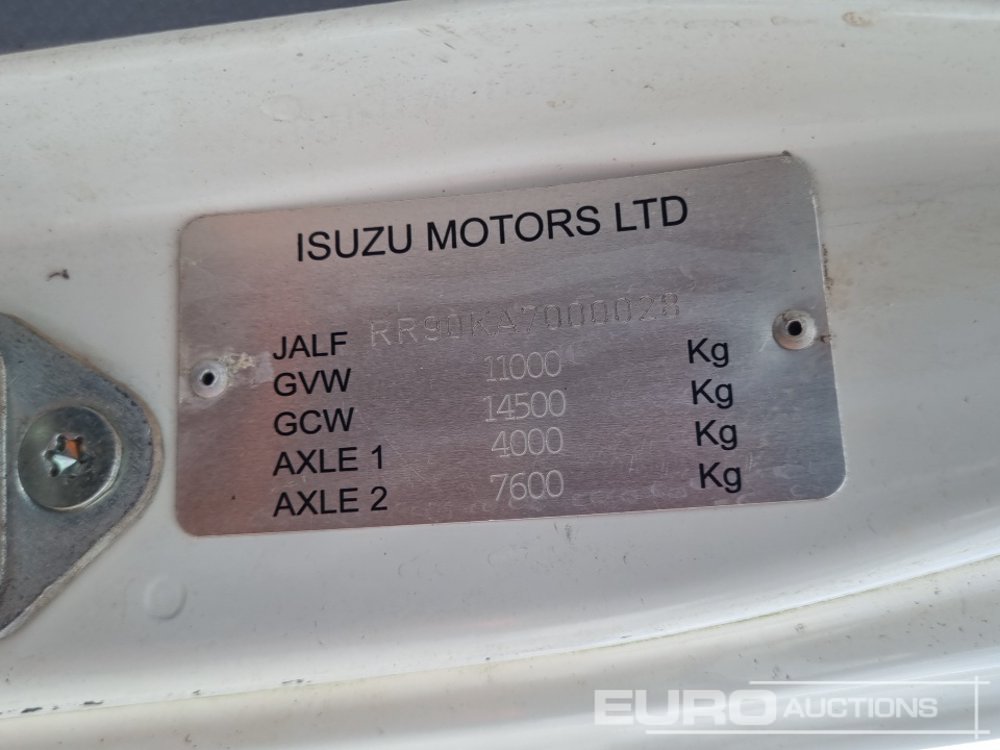 ISUZU MOTORS LTD
JALF RR90KA7000028
GVW 11000 Kg
GCW 14500 Kg
AXLE 1 4000 Kg
AXLE 2 7600 Kg
EURO AUCTIONS